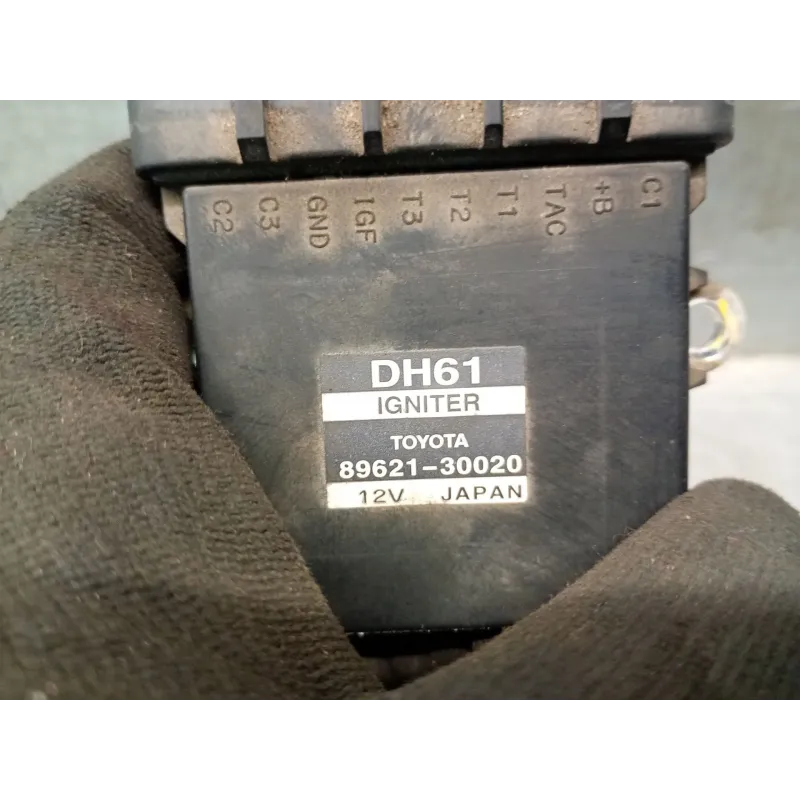 C2 C3 GND IGF T3 T2 T1 TAC +B C1
DH61
IGNITER
TOYOTA
89621-30020
12V JAPAN